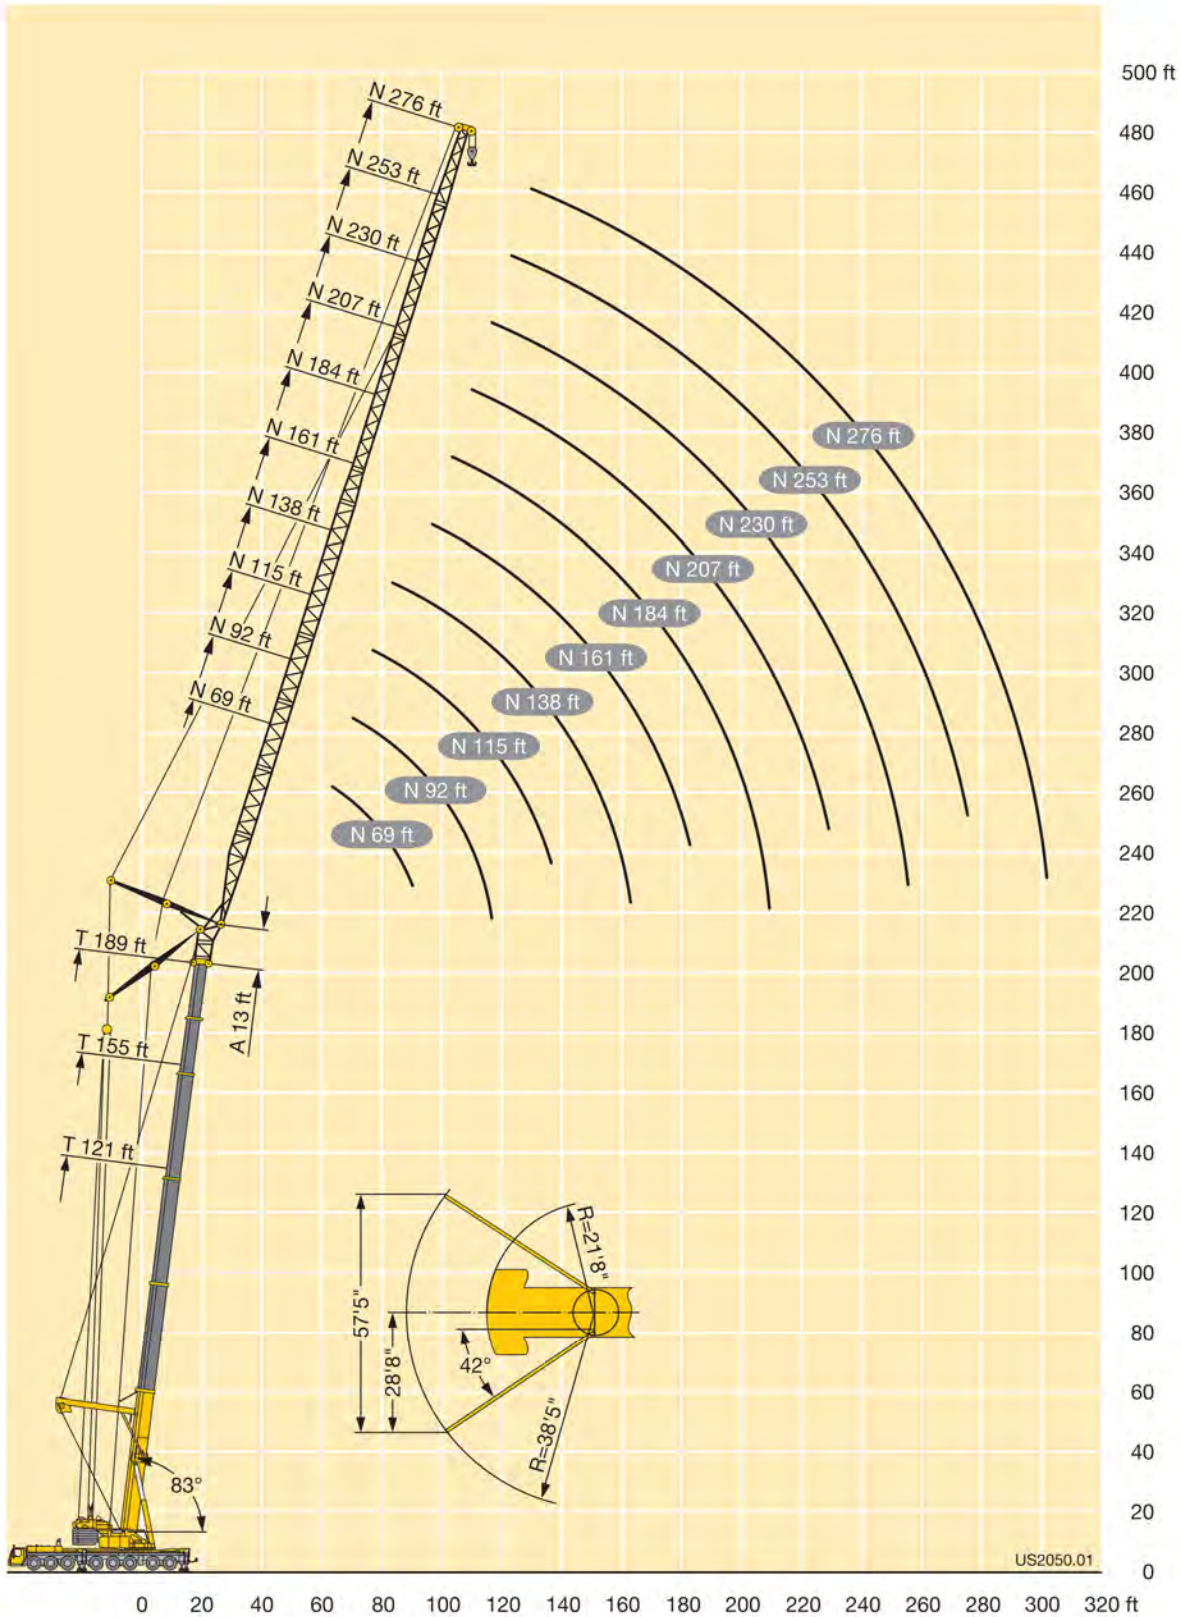 500 ft
480
460
440
420
400
380
360
340
320
300
280
260
240
220
200
180
160
140
120
100
80
60
40
20
0
N 276 ft
N 253 ft
N 230 ft
N 207 ft
N 184 ft
N 161 ft
N 138 ft
N 115 ft
N 92 ft
N 69 ft
N 276 ft
N 253 ft
N 230 ft
N 207 ft
N 184 ft
N 161 ft
N 138 ft
N 115 ft
N 92 ft
N 69 ft
T 189 ft
A 13 ft
T 155 ft
T 121 ft
57'5"
28'8"
42°
R=21'8"
R=38'5"
83°
US2050.01
0 20 40 60 80 100 120 140 160 180 200 220 240 260 280 300 320 ft